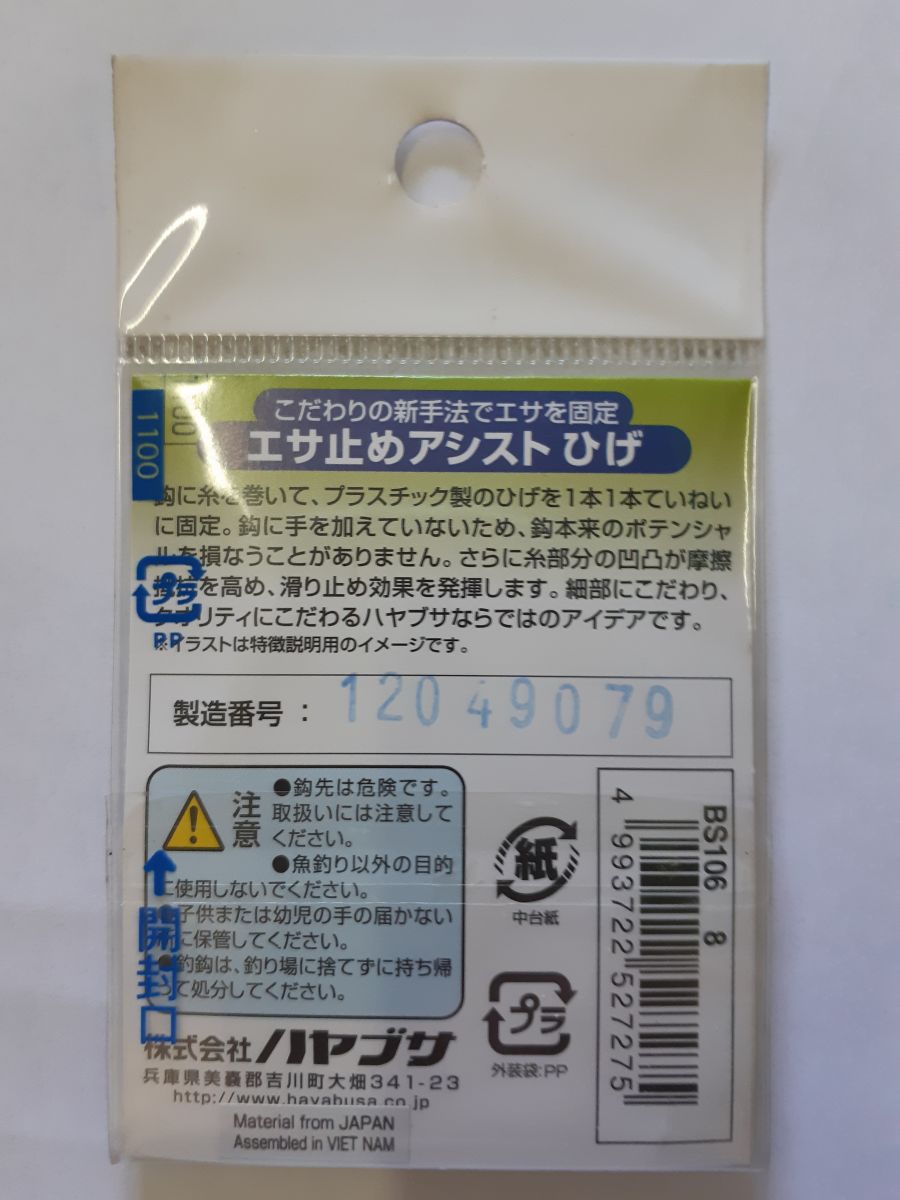 こだわりの新手法でエサを固定
エサ止めアシスト ひげ
1100
鈎に糸を巻いて、プラスチック製のひげを1本1本ていねい
に固定。鈎に手を加えていないため、鈎本来のポテンシャ
ルを損なうことがありません。さらに糸部分の凹凸が摩擦
抵抗を高め、滑り止め効果を発揮します。細部にこだわり、
クオリティにこだわるハヤブサならではのアイデアです。
※イラストは特徴説明用のイメージです。
プラ
PP
製造番号 : 12049079
注意
●鈎先は危険です。
取扱いには注意して
ください。
●魚釣り以外の目的
に使用しないでください。
●子供または幼児の手の届かない
所に保管してください。
●釣鈎は、釣り場に捨てずに持ち帰
って処分してください。
開封口
紙
中台紙
プラ
外装袋:PP
BS106 8
4 993722 527275
株式会社 ハヤブサ
兵庫県美嚢郡吉川町大畑341-23
http://www.hayabusa.co.jp
Material from JAPAN
Assembled in VIET NAM